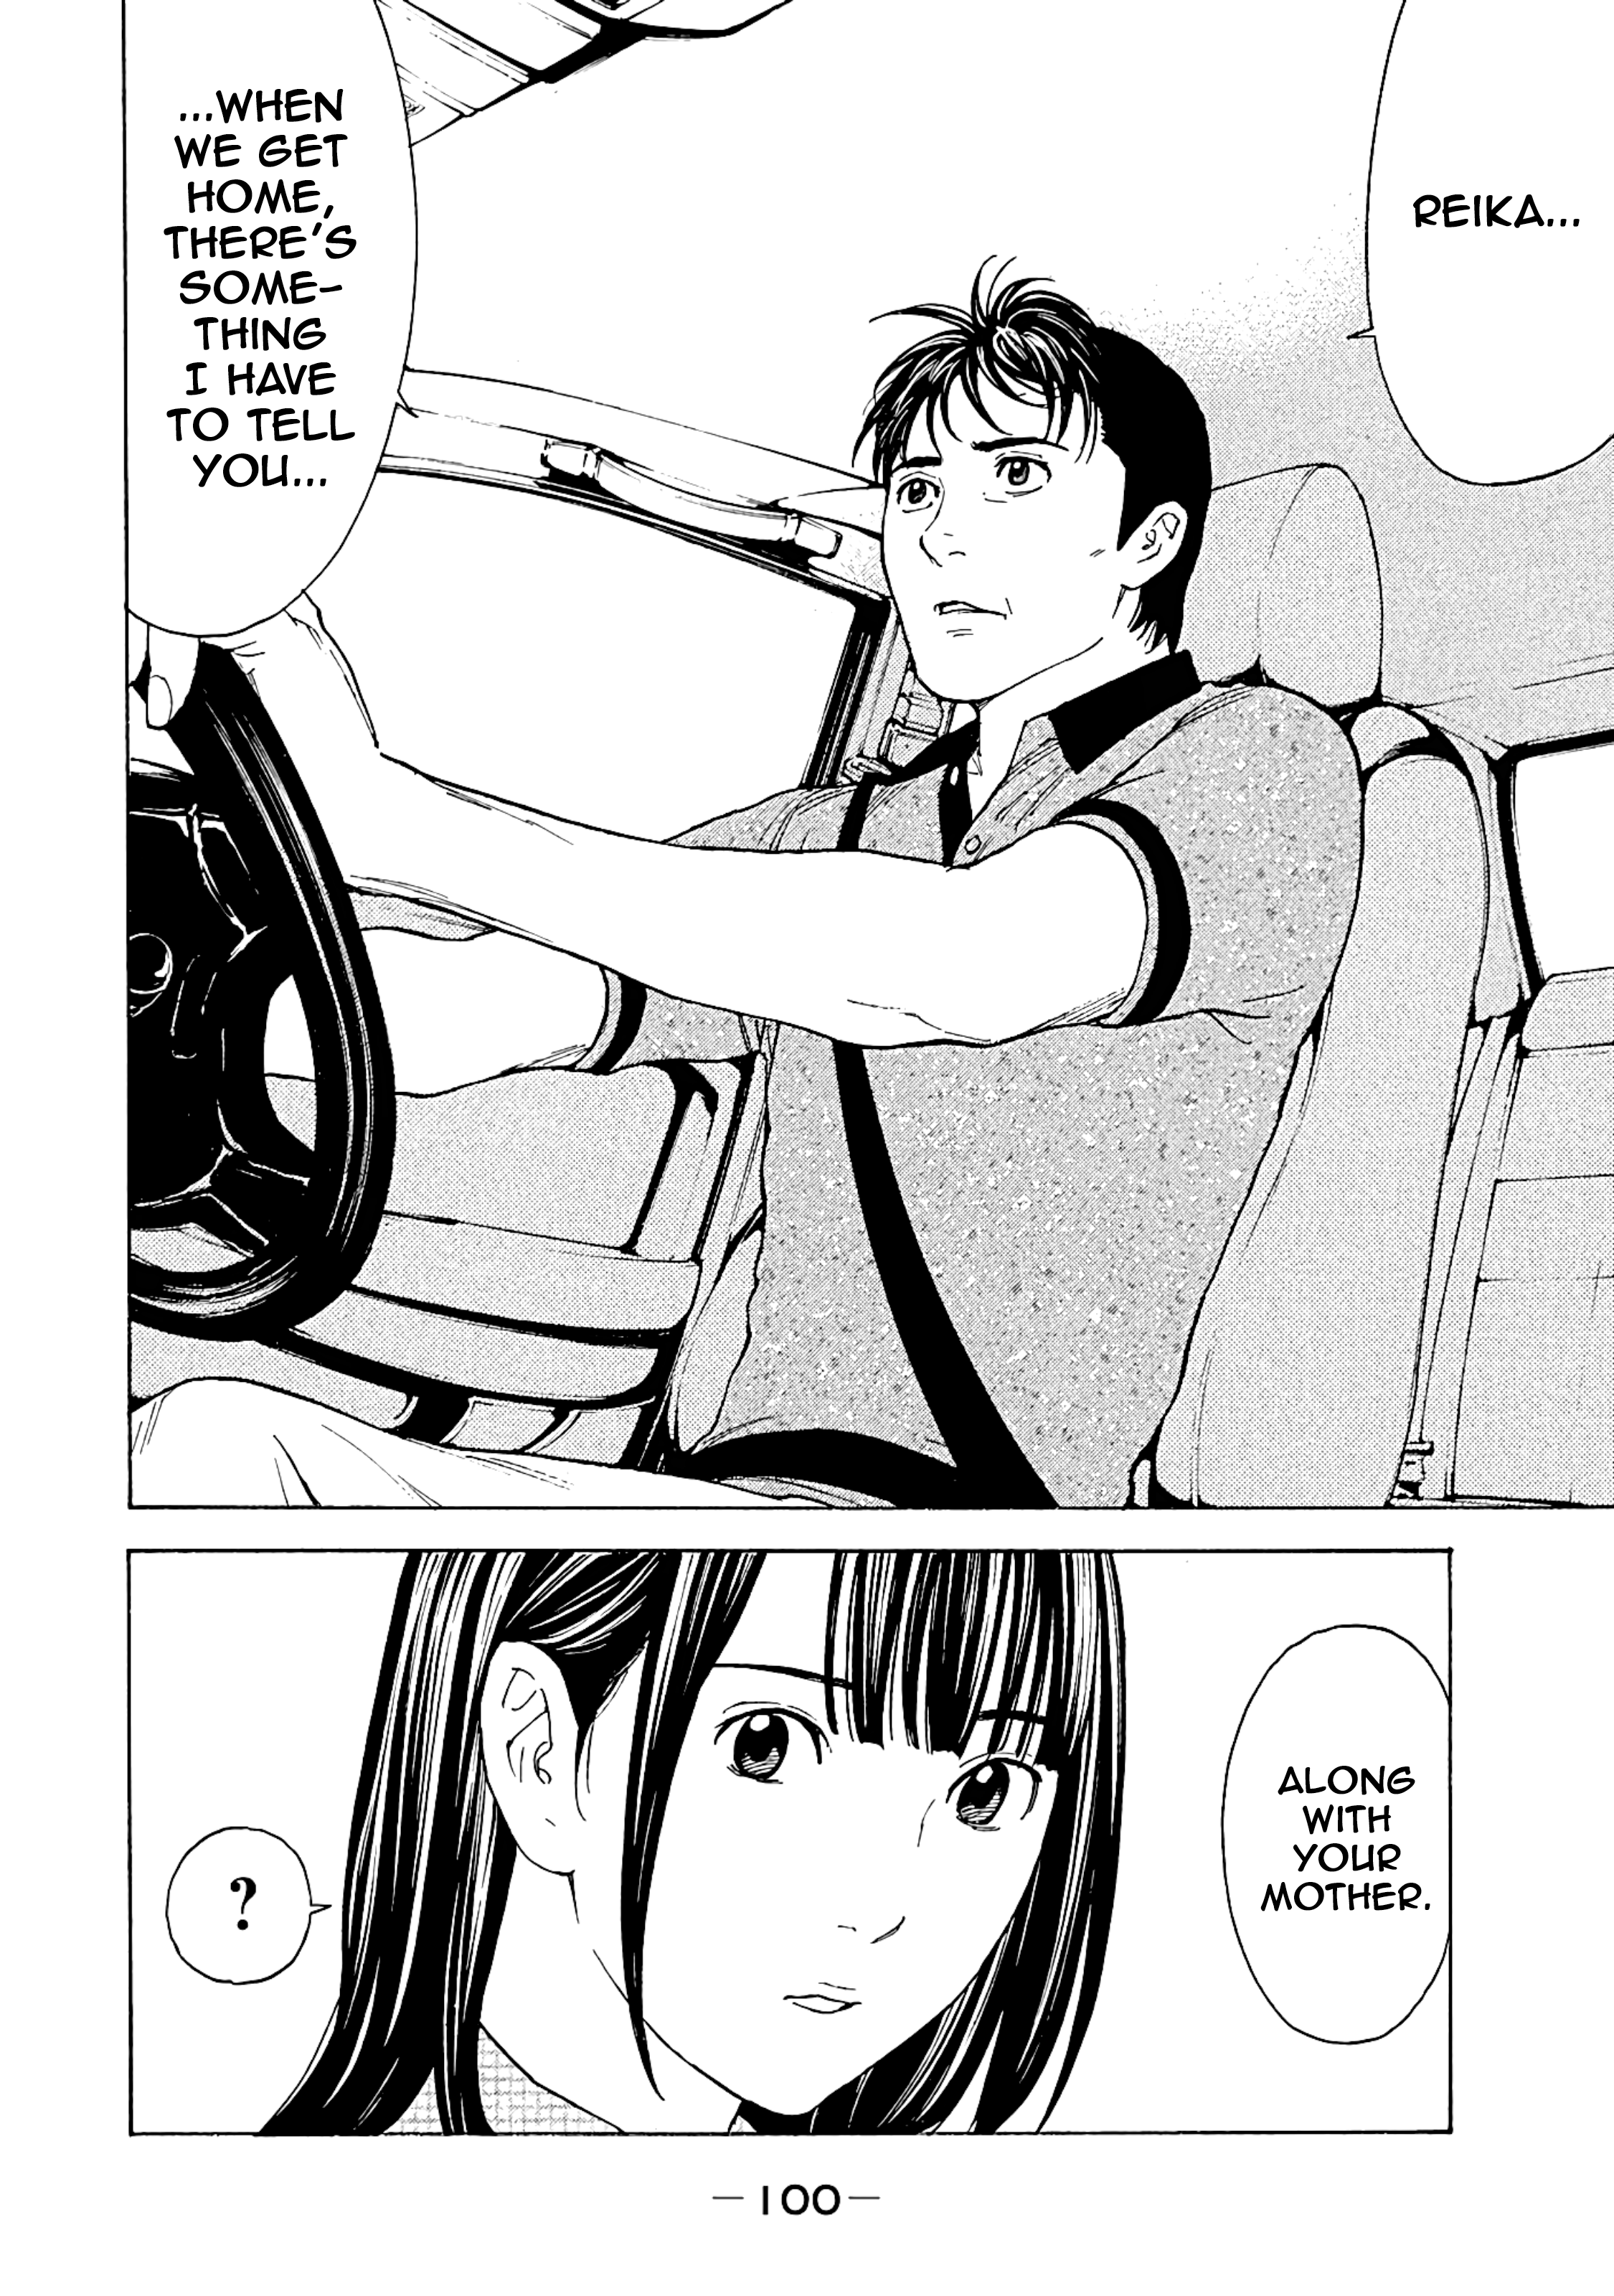 REIKA...
...WHEN
WE GET
HOME,
THERE'S
SOME-
THING
I HAVE
TO TELL
YOU...
ALONG
WITH
YOUR
MOTHER.
?
—100—